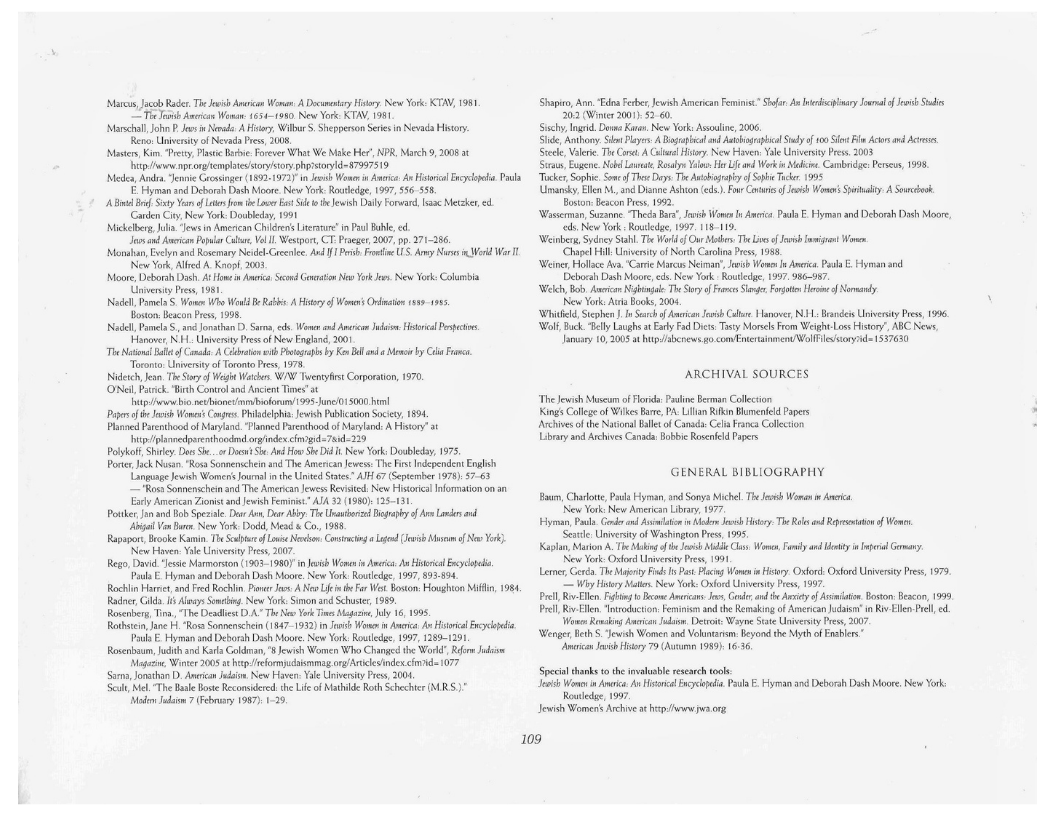 Marcus, Jacob Rader. The Jewish American Woman: A Documentary History. New York: KTAV, 1981.
— The Jewish American Woman: 1654–1980. New York: KTAV, 1981.
Marschall, John P. Jews in Nevada: A History, Wilbur S. Shepperson Series in Nevada History.
Reno: University of Nevada Press, 2008.
Masters, Kim. "Pretty, Plastic Barbie: Forever What We Make Her", NPR, March 9, 2008 at
http://www.npr.org/templates/story/story.php?storyId=87997519
Medea, Andra. "Jennie Grossinger (1892-1972)" in Jewish Women in America: An Historical Encyclopedia. Paula
E. Hyman and Deborah Dash Moore. New York: Routledge, 1997, 556–558.
A Bintel Brief: Sixty Years of Letters from the Lower East Side to the Jewish Daily Forward, Isaac Metzker, ed.
Garden City, New York: Doubleday, 1991
Mickelberg, Julia. "Jews in American Children's Literature" in Paul Buhle, ed.
Jews and American Popular Culture, Vol II. Westport, CT: Praeger, 2007, pp. 271–286.
Monahan, Evelyn and Rosemary Neidel-Greenlee. And If I Perish: Frontline U.S. Army Nurses in World War II.
New York, Alfred A. Knopf, 2003.
Moore, Deborah Dash. At Home in America: Second Generation New York Jews. New York: Columbia
University Press, 1981.
Nadell, Pamela S. Women Who Would Be Rabbis: A History of Women's Ordination 1889–1985.
Boston: Beacon Press, 1998.
Nadell, Pamela S., and Jonathan D. Sarna, eds. Women and American Judaism: Historical Perspectives.
Hanover, N.H.: University Press of New England, 2001.
The National Ballet of Canada: A Celebration with Photographs by Ken Bell and a Memoir by Celia Franca.
Toronto: University of Toronto Press, 1978.
Nidetch, Jean. The Story of Weight Watchers. W/W Twentyfirst Corporation, 1970.
O'Neil, Patrick. "Birth Control and Ancient Times" at
http://www.bio.net/bionet/mm/bioforum/1995-June/015000.html
Papers of the Jewish Women's Congress. Philadelphia: Jewish Publication Society, 1894.
Planned Parenthood of Maryland. "Planned Parenthood of Maryland: A History" at
http://plannedparenthoodmd.org/index.cfm?gid=7&id=229
Polykoff, Shirley. Does She...or Doesn't She: And How She Did It. New York: Doubleday, 1975.
Porter, Jack Nusan. "Rosa Sonnenschein and The American Jewess: The First Independent English
Language Jewish Women's Journal in the United States." AJH 67 (September 1978): 57–63
— "Rosa Sonnenschein and The American Jewess Revisited: New Historical Information on an
Early American Zionist and Jewish Feminist." AJA 32 (1980): 125–131.
Pottker, Jan and Bob Speziale. Dear Ann, Dear Abby: The Unauthorized Biography of Ann Landers and
Abigail Van Buren. New York: Dodd, Mead & Co., 1988.
Rapaport, Brooke Kamin. The Sculpture of Louise Nevelson: Constructing a Legend (Jewish Museum of New York).
New Haven: Yale University Press, 2007.
Rego, David. "Jessie Marmorston (1903–1980)" in Jewish Women in America: An Historical Encyclopedia.
Paula E. Hyman and Deborah Dash Moore. New York: Routledge, 1997, 893-894.
Rochlin Harriet, and Fred Rochlin. Pioneer Jews: A New Life in the Far West. Boston: Houghton Mifflin, 1984.
Radner, Gilda. It's Always Something. New York: Simon and Schuster, 1989.
Rosenberg, Tina., "The Deadliest D.A." The New York Times Magazine, July 16, 1995.
Rothstein, Jane H. "Rosa Sonnenschein (1847–1932) in Jewish Women in America: An Historical Encyclopedia.
Paula E. Hyman and Deborah Dash Moore. New York: Routledge, 1997, 1289–1291.
Rosenbaum, Judith and Karla Goldman, "8 Jewish Women Who Changed the World", Reform Judaism
Magazine, Winter 2005 at http://reformjudaismmag.org/Articles/index.cfm?id=1077
Sarna, Jonathan D. American Judaism. New Haven: Yale University Press, 2004.
Scult, Mel. "The Baale Boste Reconsidered: the Life of Mathilde Roth Schechter (M.R.S.)."
Modern Judaism 7 (February 1987): 1–29.
Shapiro, Ann. "Edna Ferber, Jewish American Feminist." Shofar: An Interdisciplinary Journal of Jewish Studies
20:2 (Winter 2001): 52–60.
Sischy, Ingrid. Donna Karan. New York: Assouline, 2006.
Slide, Anthony. Silent Players: A Biographical and Autobiographical Study of 100 Silent Film Actors and Actresses.
Steele, Valerie. The Corset: A Cultural History. New Haven: Yale University Press. 2003
Straus, Eugene. Nobel Laureate, Rosalyn Yalow: Her Life and Work in Medicine. Cambridge: Perseus, 1998.
Tucker, Sophie. Some of These Days: The Autobiography of Sophie Tucker. 1995
Umansky, Ellen M., and Dianne Ashton (eds.). Four Centuries of Jewish Women's Spirituality: A Sourcebook.
Boston: Beacon Press, 1992.
Wasserman, Suzanne. "Theda Bara", Jewish Women In America. Paula E. Hyman and Deborah Dash Moore,
eds. New York : Routledge, 1997. 118–119.
Weinberg, Sydney Stahl. The World of Our Mothers: The Lives of Jewish Immigrant Women.
Chapel Hill: University of North Carolina Press, 1988.
Weiner, Hollace Ava. "Carrie Marcus Neiman", Jewish Women In America. Paula E. Hyman and
Deborah Dash Moore, eds. New York : Routledge, 1997. 986–987.
Welch, Bob. American Nightingale: The Story of Frances Slanger, Forgotten Heroine of Normandy.
New York: Atria Books, 2004.
Whitfield, Stephen J. In Search of American Jewish Culture. Hanover, N.H.: Brandeis University Press, 1996.
Wolf, Buck. "Belly Laughs at Early Fad Diets: Tasty Morsels From Weight-Loss History", ABC News,
January 10, 2005 at http://abcnews.go.com/Entertainment/WolfFiles/story?id=1537630
ARCHIVAL SOURCES
The Jewish Museum of Florida: Pauline Berman Collection
King's College of Wilkes Barre, PA: Lillian Rifkin Blumenfeld Papers
Archives of the National Ballet of Canada: Celia Franca Collection
Library and Archives Canada: Bobbie Rosenfeld Papers
GENERAL BIBLIOGRAPHY
Baum, Charlotte, Paula Hyman, and Sonya Michel. The Jewish Woman in America.
New York: New American Library, 1977.
Hyman, Paula. Gender and Assimilation in Modern Jewish History: The Roles and Representation of Women.
Seattle: University of Washington Press, 1995.
Kaplan, Marion A. The Making of the Jewish Middle Class: Women, Family and Identity in Imperial Germany.
New York: Oxford University Press, 1991.
Lerner, Gerda. The Majority Finds Its Past: Placing Women in History. Oxford: Oxford University Press, 1979.
— Why History Matters. New York: Oxford University Press, 1997.
Prell, Riv-Ellen. Fighting to Become Americans: Jews, Gender, and the Anxiety of Assimilation. Boston: Beacon, 1999.
Prell, Riv-Ellen. "Introduction: Feminism and the Remaking of American Judaism" in Riv-Ellen-Prell, ed.
Women Remaking American Judaism. Detroit: Wayne State University Press, 2007.
Wenger, Beth S. "Jewish Women and Voluntarism: Beyond the Myth of Enablers."
American Jewish History 79 (Autumn 1989): 16-36.
Special thanks to the invaluable research tools:
Jewish Women in America: An Historical Encyclopedia. Paula E. Hyman and Deborah Dash Moore. New York:
Routledge, 1997.
Jewish Women's Archive at http://www.jwa.org
109